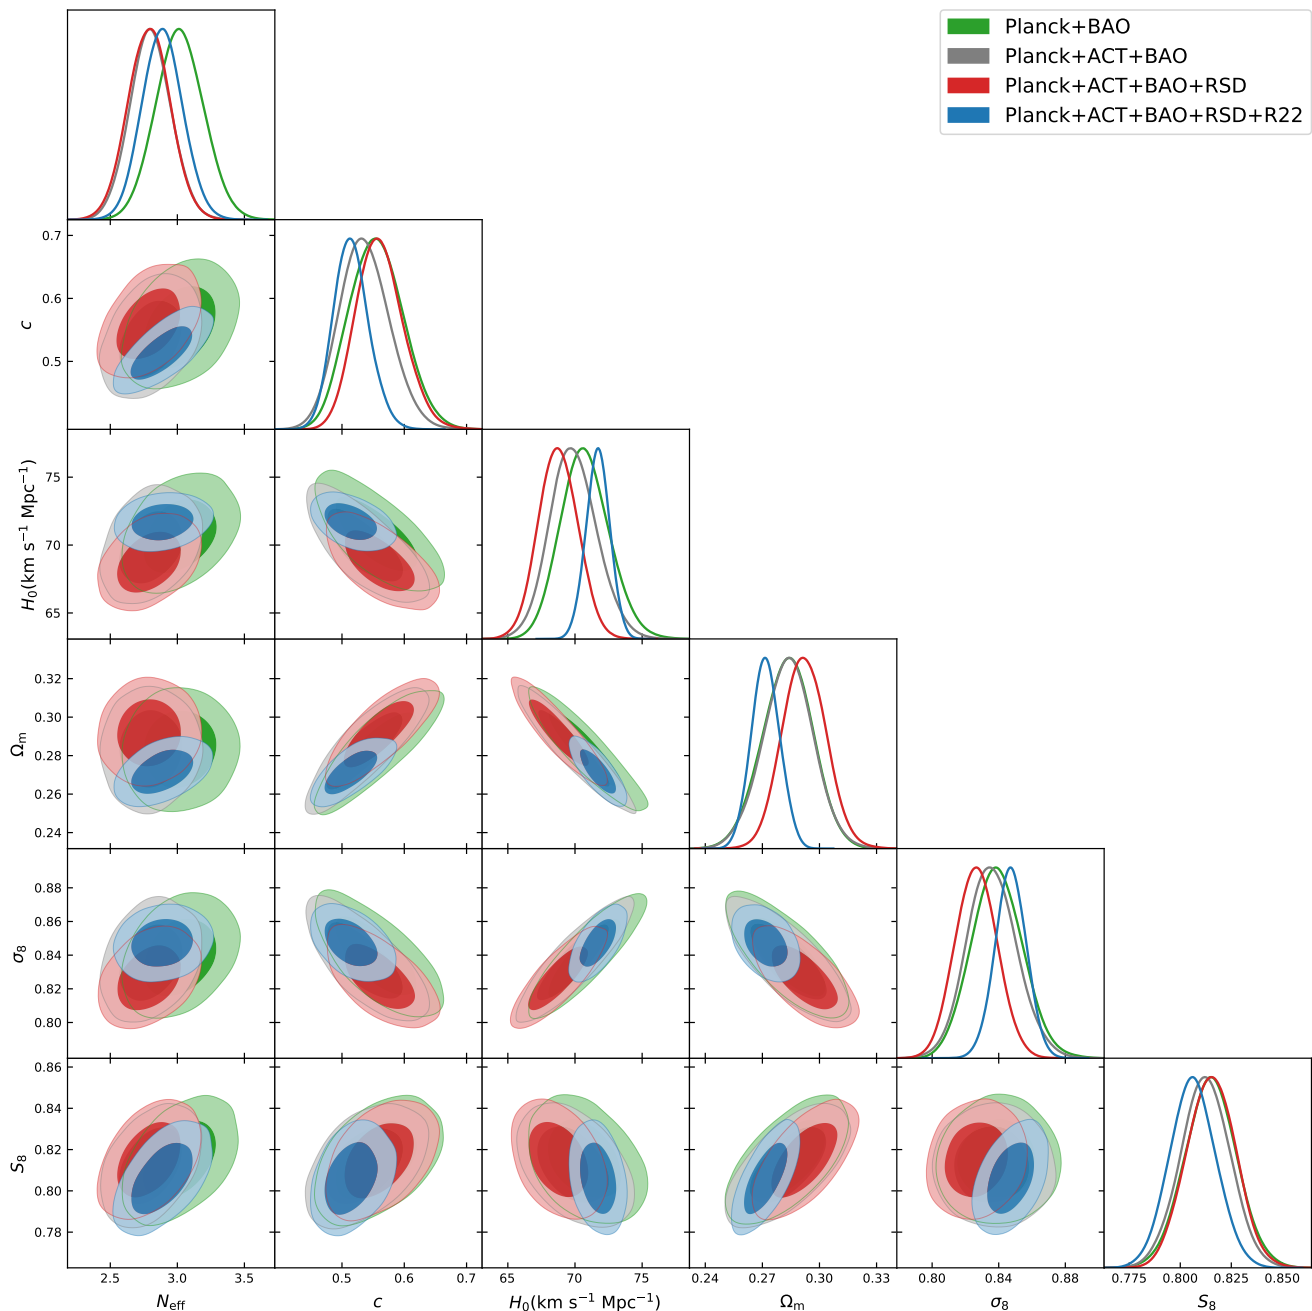 Planck+BAO
Planck+ACT+BAO
Planck+ACT+BAO+RSD
Planck+ACT+BAO+RSD+R22
0.7
0.6
0.5
c
75
70
65
H₀(km s⁻¹ Mpc⁻¹)
0.32
0.30
0.28
0.26
0.24
Ωₘ
0.88
0.86
0.84
0.82
0.80
σ₈
0.86
0.84
0.82
0.80
0.78
S₈
2.5 3.0 3.5 0.5 0.6 0.7 65 70 75 0.24 0.27 0.30 0.33 0.80 0.84 0.88 0.775 0.800 0.825 0.850
N_eff c H₀(km s⁻¹ Mpc⁻¹) Ωₘ σ₈ S₈